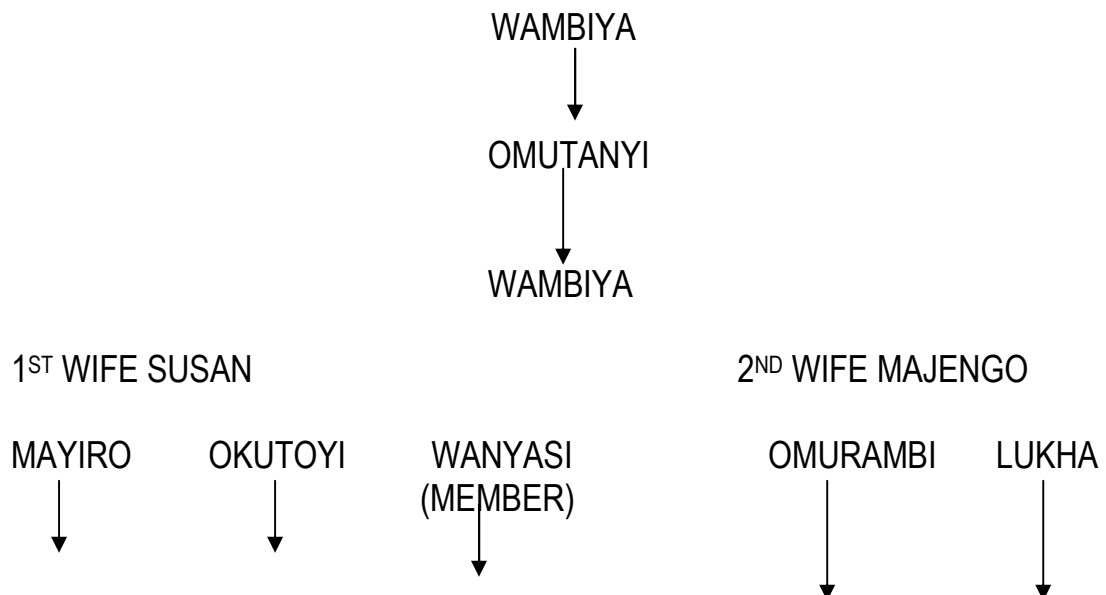 WAMBIYA
OMUTANYI
WAMBIYA
1ST WIFE SUSAN 2ND WIFE MAJENGO
MAYIRO OKUTOYI WANYASI OMURAMBI LUKHA
(MEMBER)